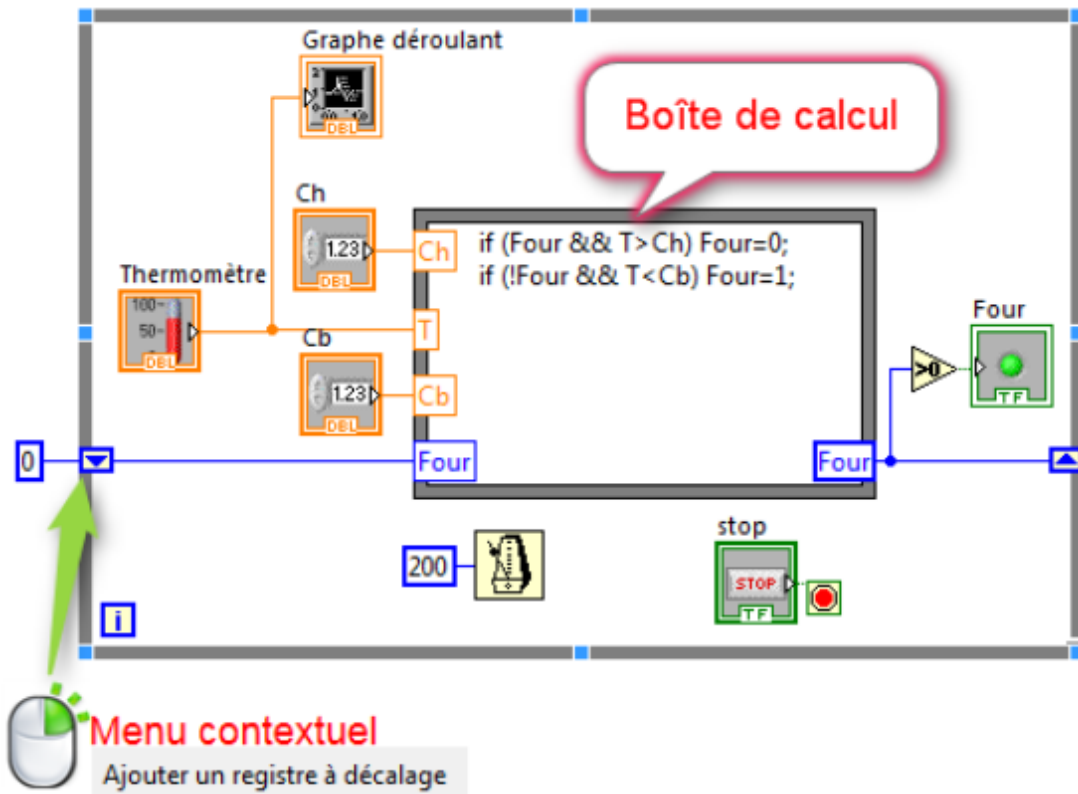 Graphe déroulant
DBL
Boîte de calcul
Ch
1.23
DBL
Ch
if (Four && T>Ch) Four=0;
if (!Four && T<Cb) Four=1;
Thermomètre
100-
50-
DBL
T
Cb
1.23
DBL
Cb
Four
>0
TF
0
Four
Four
200
stop
STOP
TF
i
Menu contextuel
Ajouter un registre à décalage